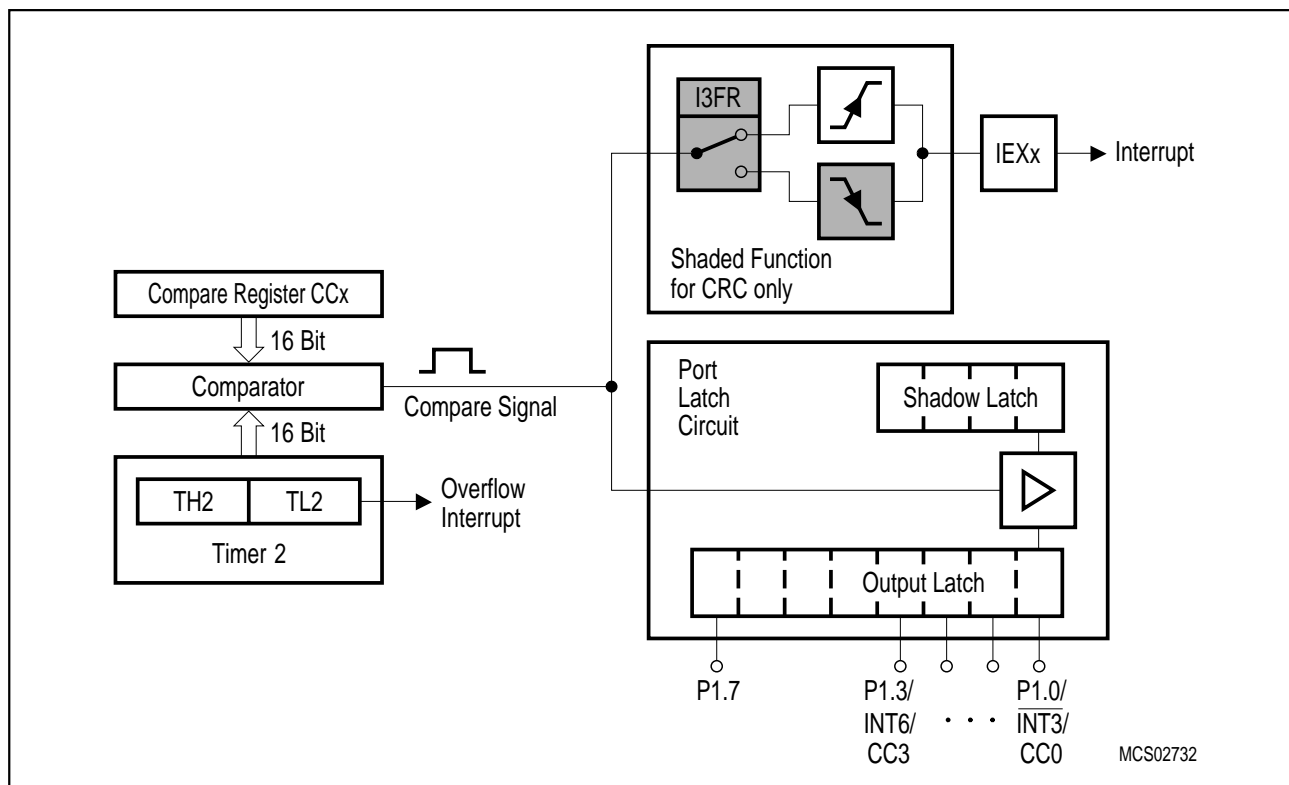 I3FR
IEXx
Interrupt
Shaded Function
for CRC only
Compare Register CCx
16 Bit
Comparator
Compare Signal
16 Bit
TH2
TL2
Overflow
Interrupt
Timer 2
Port
Latch
Circuit
Shadow Latch
Output Latch
P1.7
P1.3/
INT6/
CC3
. . .
P1.0/
INT3/
CC0
MCS02732